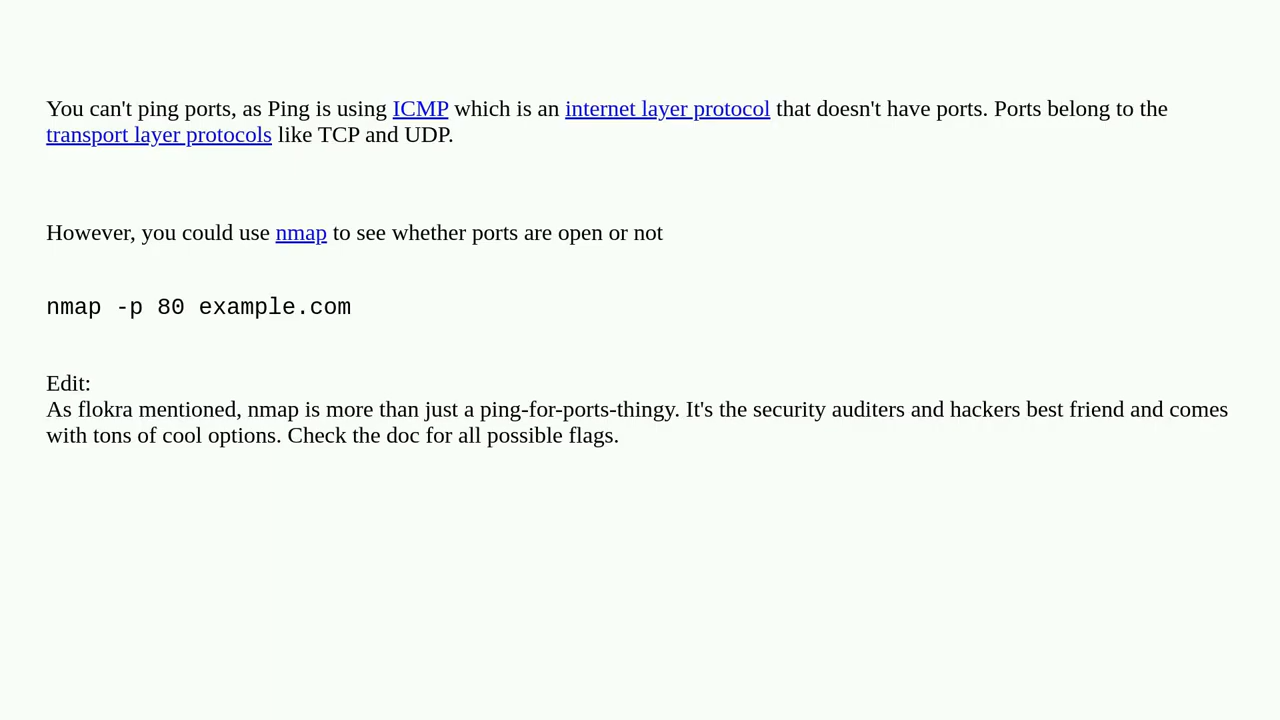 You can't ping ports, as Ping is using ICMP which is an internet layer protocol that doesn't have ports. Ports belong to the
transport layer protocols like TCP and UDP.
However, you could use nmap to see whether ports are open or not
nmap -p 80 example.com
Edit:
As flokra mentioned, nmap is more than just a ping-for-ports-thingy. It's the security auditers and hackers best friend and comes
with tons of cool options. Check the doc for all possible flags.